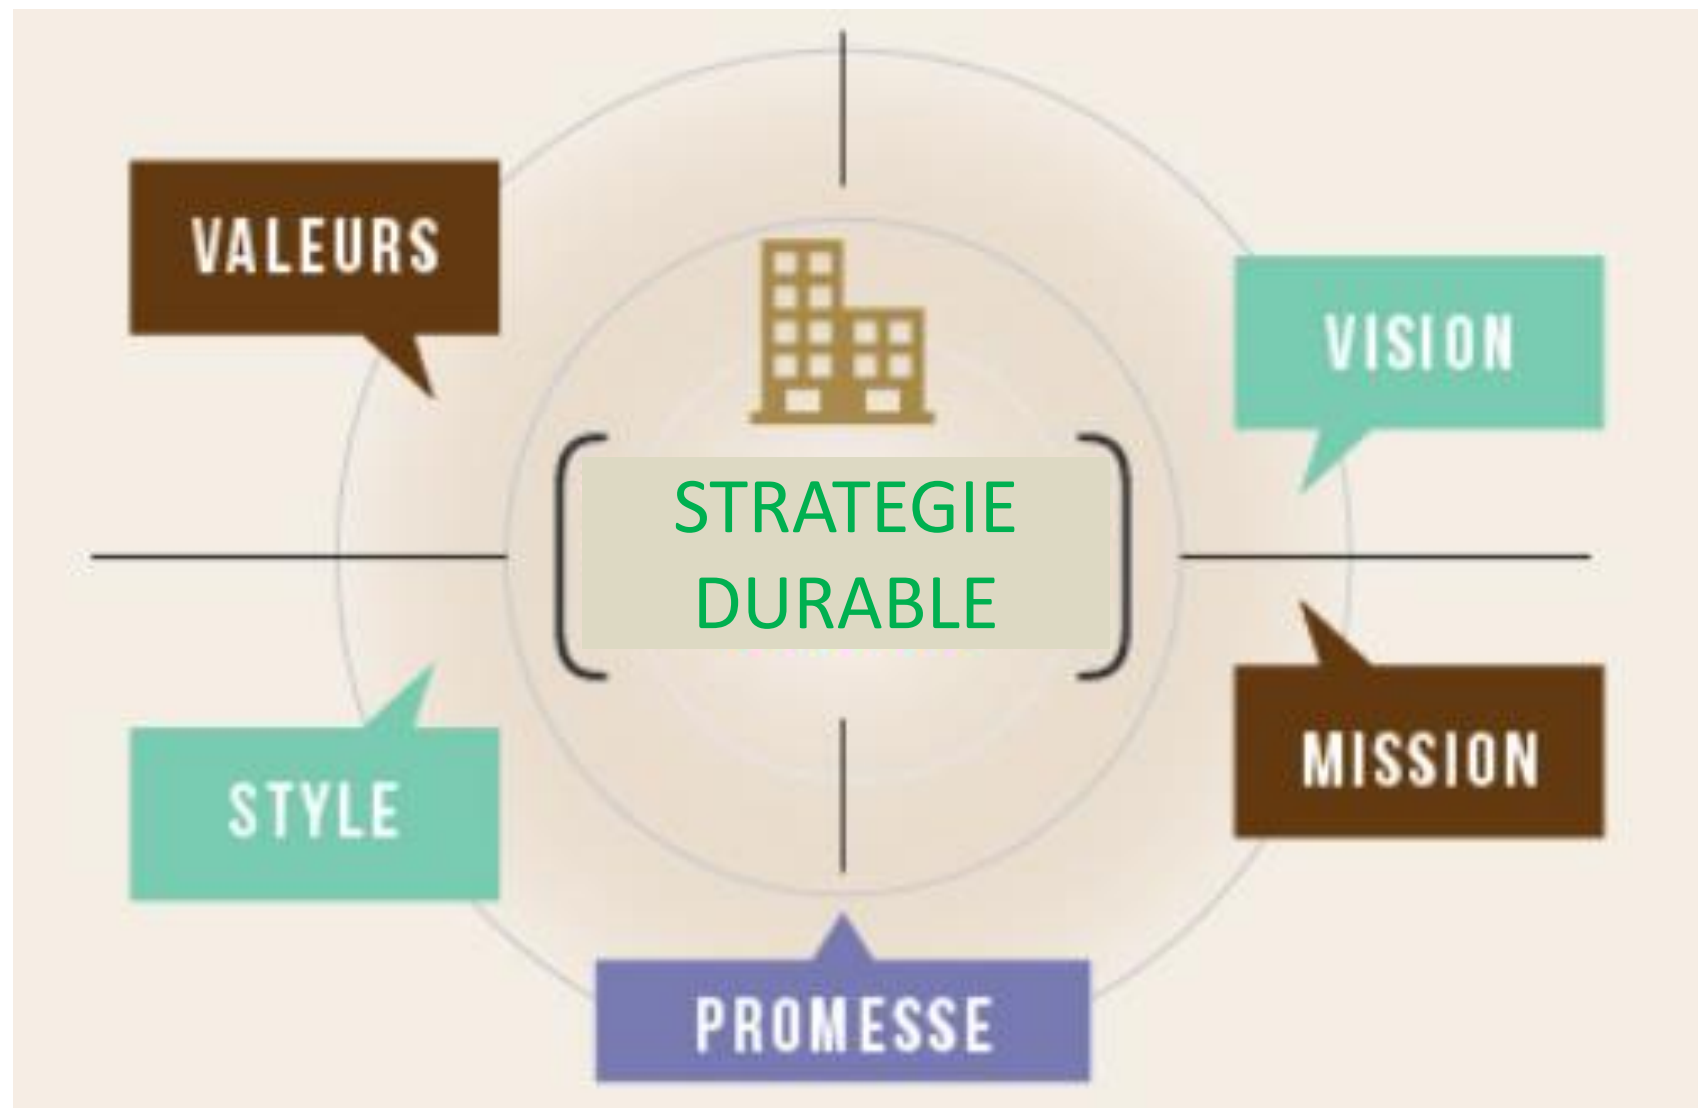 VALEURS
VISION
STRATEGIE
DURABLE
STYLE
MISSION
PROMESSE